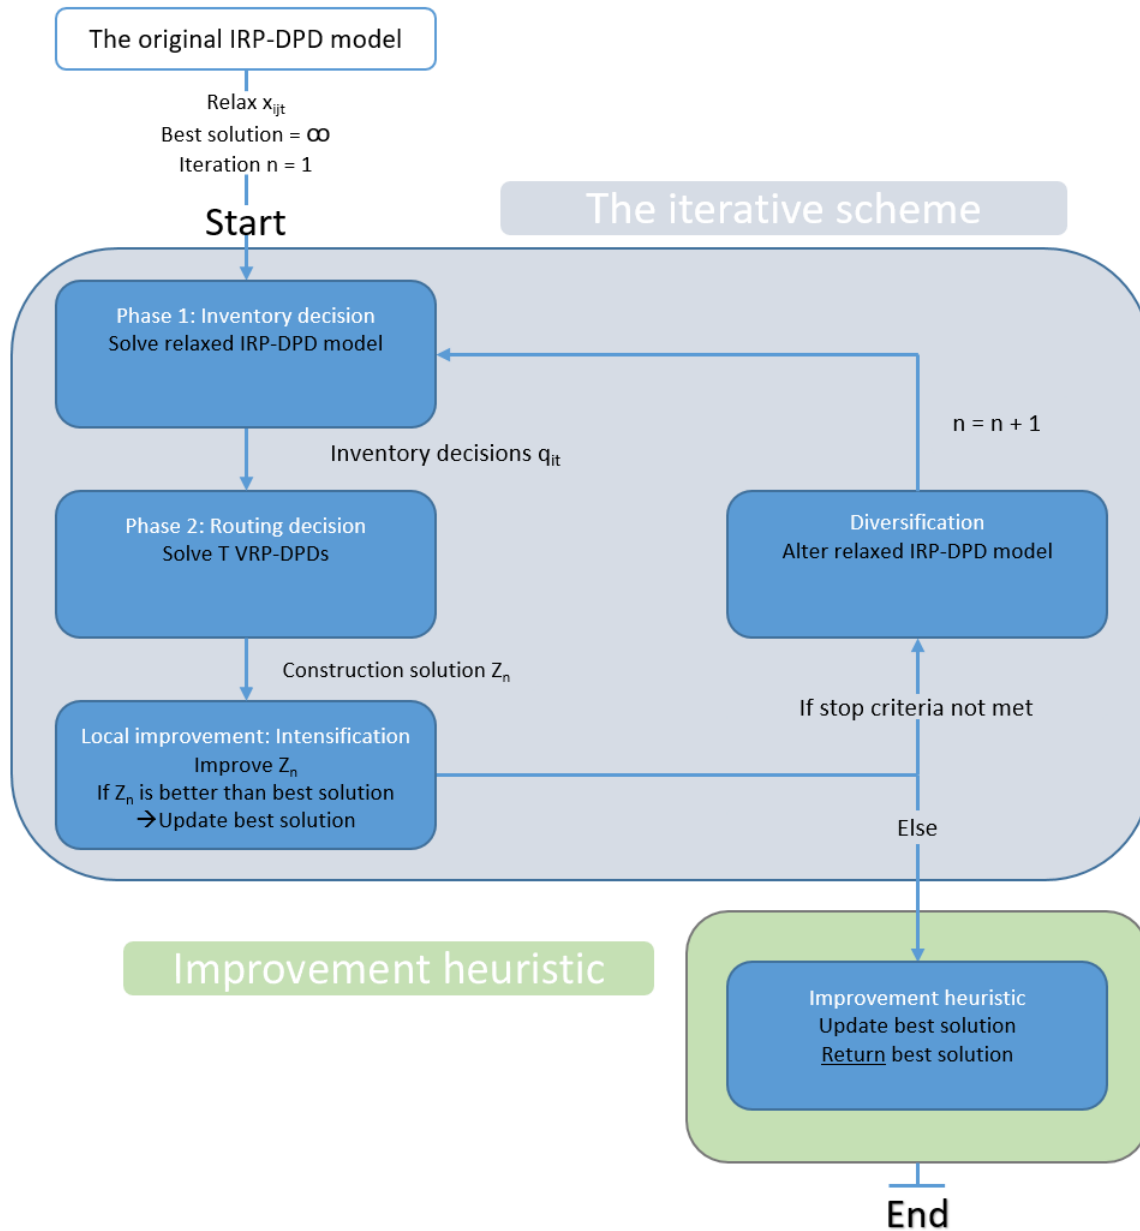 The original IRP-DPD model
Relax xᵢⱼₜ
Best solution = ∞
Iteration n = 1
Start
The iterative scheme
Phase 1: Inventory decision
Solve relaxed IRP-DPD model
Inventory decisions qᵢₜ
n = n + 1
Phase 2: Routing decision
Solve T VRP-DPDs
Diversification
Alter relaxed IRP-DPD model
Construction solution Zₙ
If stop criteria not met
Local improvement: Intensification
Improve Zₙ
If Zₙ is better than best solution
→Update best solution
Else
Improvement heuristic
Improvement heuristic
Update best solution
Return best solution
End